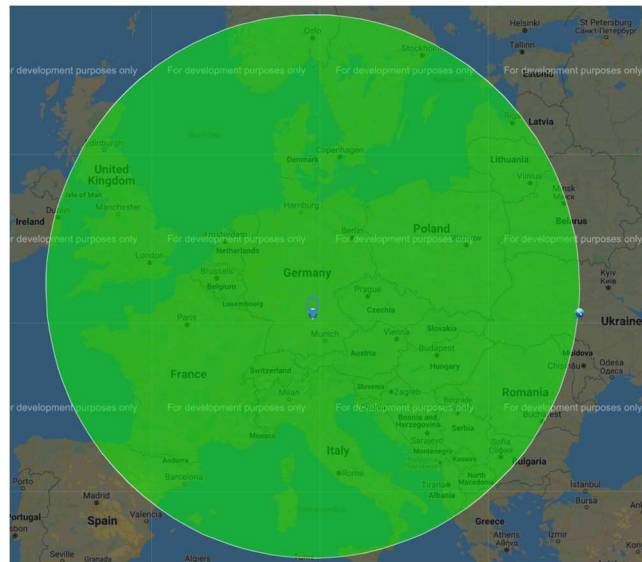 Helsinki
St Petersburg
Санкт-Петербург
Oslo
Tallinn
Stockholm
For development purposes only
For development purposes only
For development purposes only
For development purposes only
Estonia
Riga
Latvia
Edinburgh
Copenhagen
Denmark
Lithuania
United
Kingdom
Vilnius
Isle of Man
Minsk
Мінск
Dublin
Manchester
Hamburg
Ireland
Belarus
Poland
Berlin
Amsterdam
For development purposes only
For development purposes only
For development purposes only
For development purposes only
Netherlands
London
Brussels
Germany
Kyiv
Київ
Belgium
Prague
Luxembourg
Czechia
Paris
Ukraine
Munich
Vienna
Slovakia
Austria
Budapest
Moldova
Hungary
Chișinău
Odesa
Одеса
France
Switzerland
Slovenia
Milan
Zagreb
Romania
For development purposes only
For development purposes only
For development purposes only
For development purposes only
Belgrade
Bosnia and
Herzegovina
Serbia
Bucharest
Monaco
Sarajevo
Sofia
София
Italy
Montenegro
Kosovo
Bulgaria
Andorra
Rome
North
Macedonia
Porto
Barcelona
Tirana
Albania
İstanbul
Madrid
Bursa
Portugal
Spain
Valencia
Greece
Lisbon
Athens
Αθήνα
İzmir
Seville
Granada
Algiers
Tunis